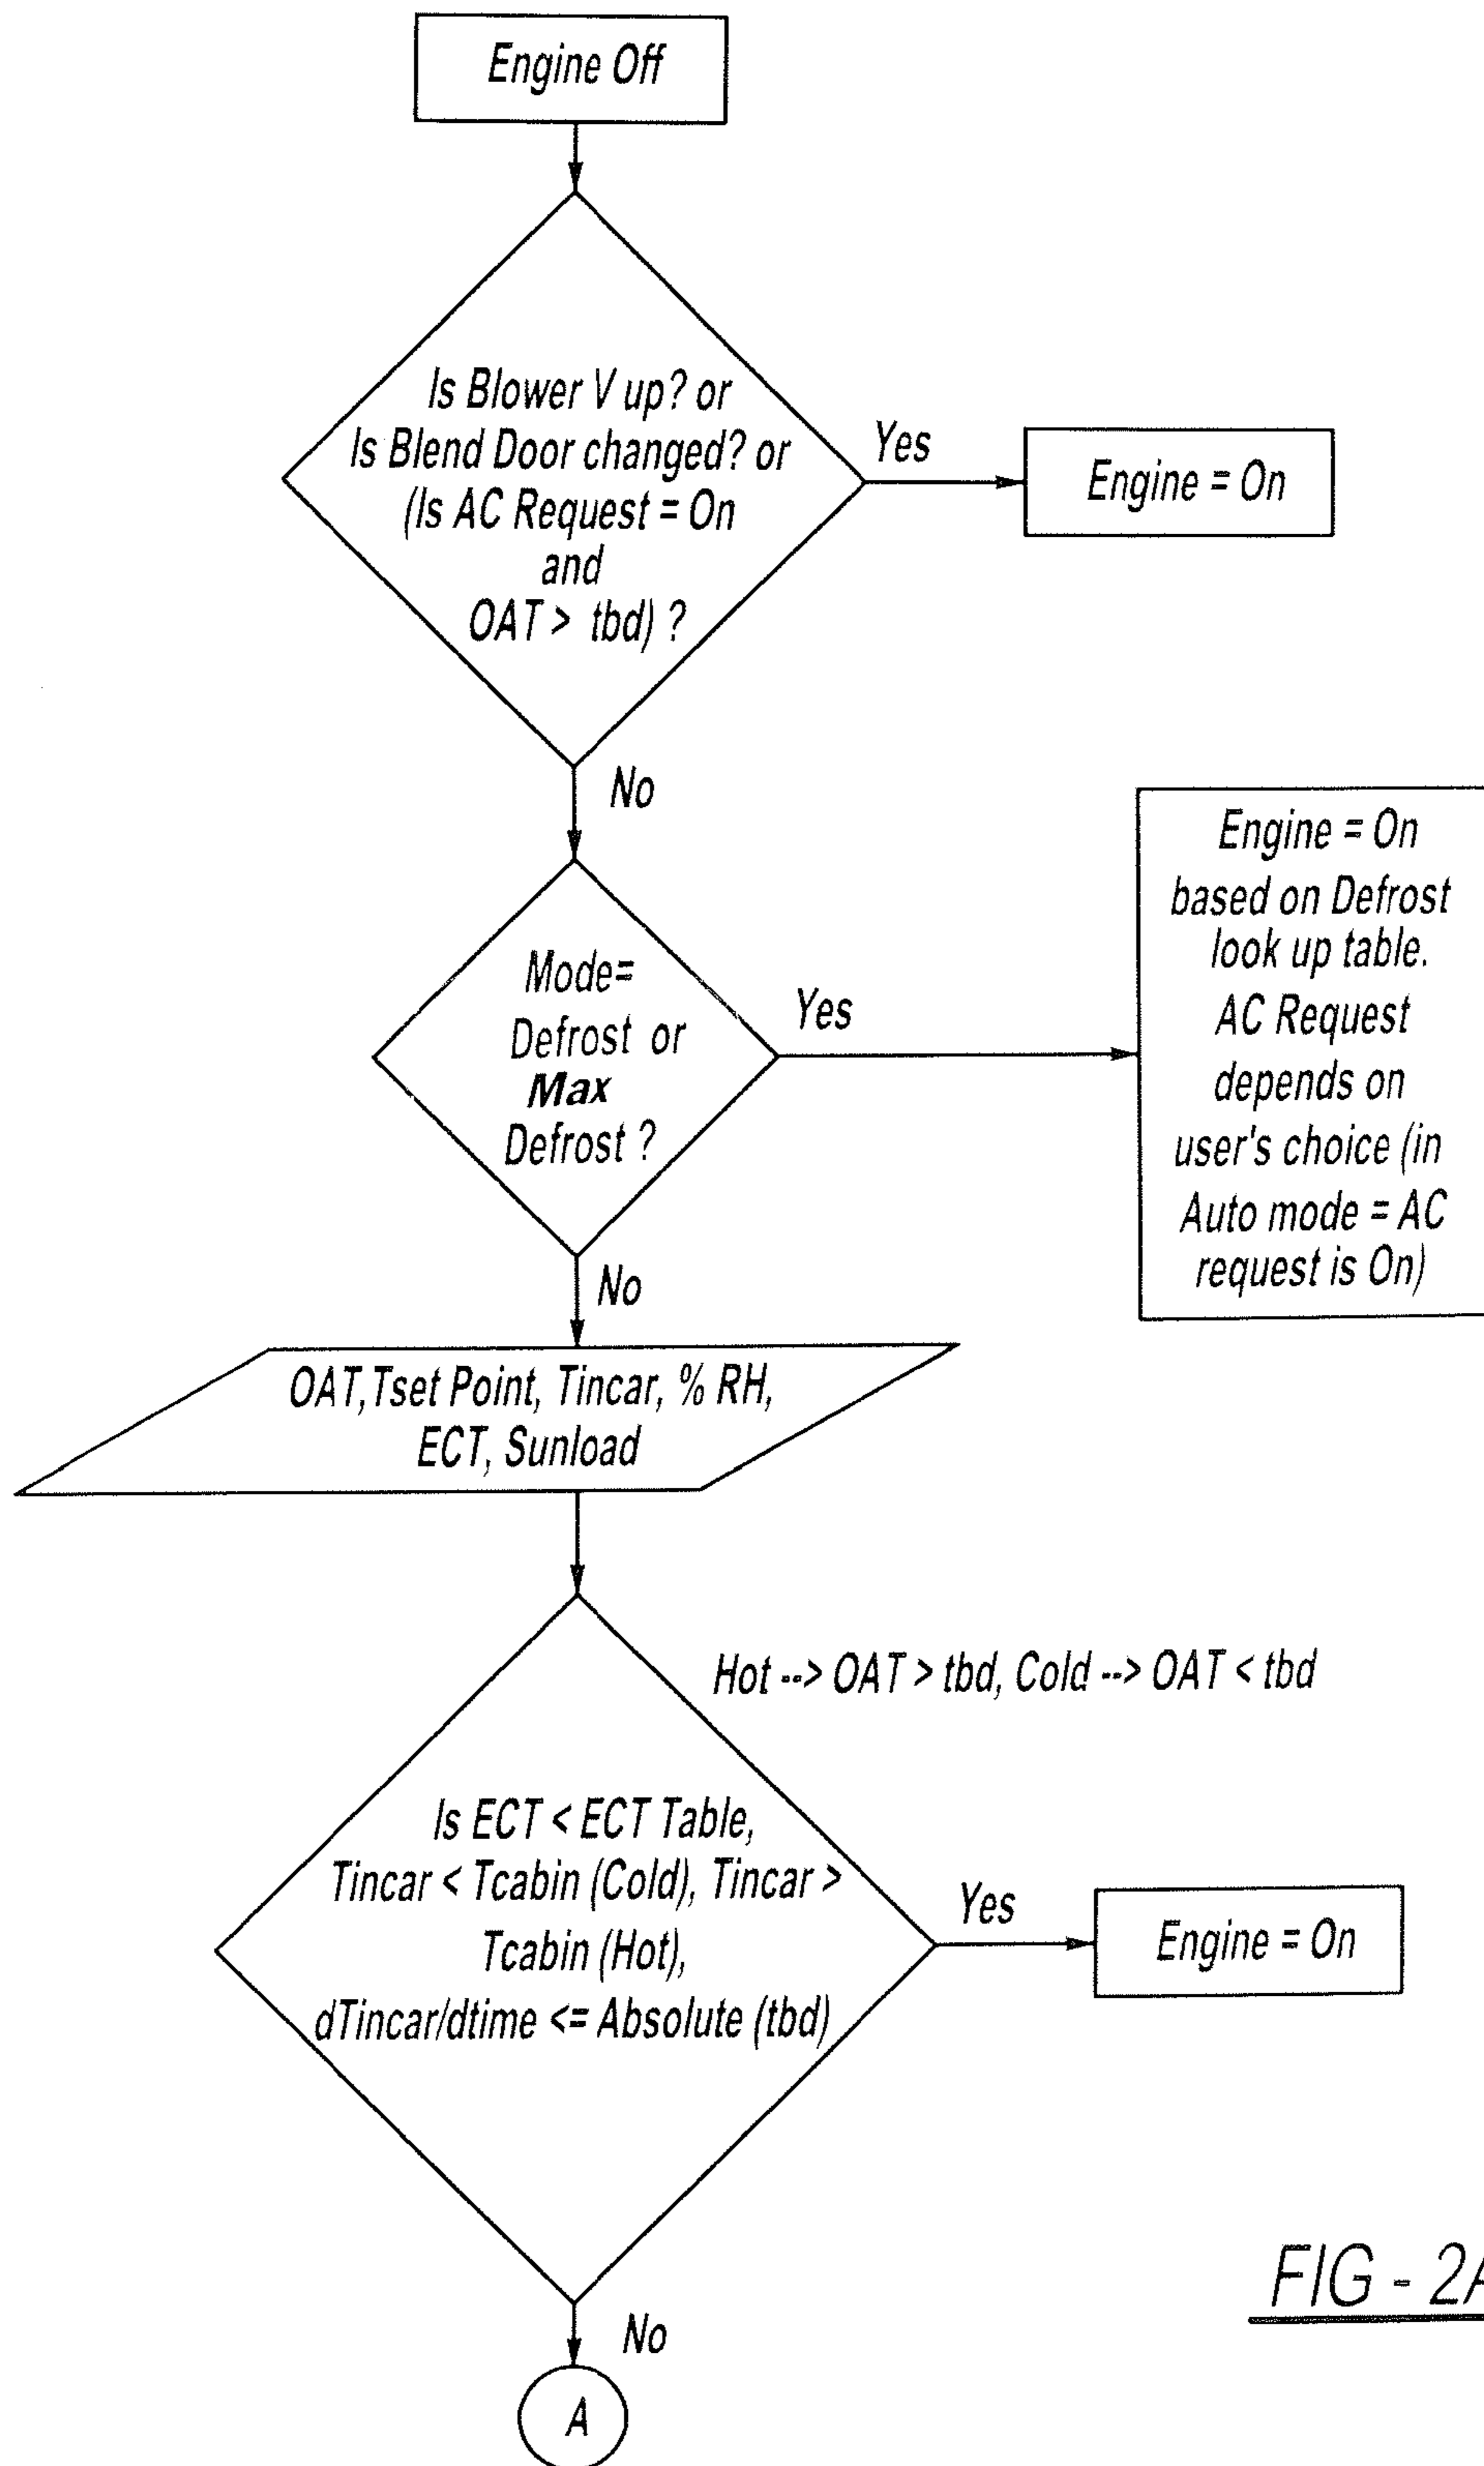 Engine Off
Is Blower V up? or
Is Blend Door changed? or
(Is AC Request = On
and
OAT > tbd) ?
Yes
Engine = On
No
Mode=
Defrost or
Max
Defrost ?
Yes
Engine = On
based on Defrost
look up table.
AC Request
depends on
user's choice (in
Auto mode = AC
request is On)
No
OAT,Tset Point, Tincar, % RH,
ECT, Sunload
Hot --> OAT > tbd, Cold --> OAT < tbd
Is ECT < ECT Table,
Tincar < Tcabin (Cold), Tincar >
Tcabin (Hot),
dTincar/dtime <= Absolute (tbd)
Yes
Engine = On
No
A
FIG - 2A